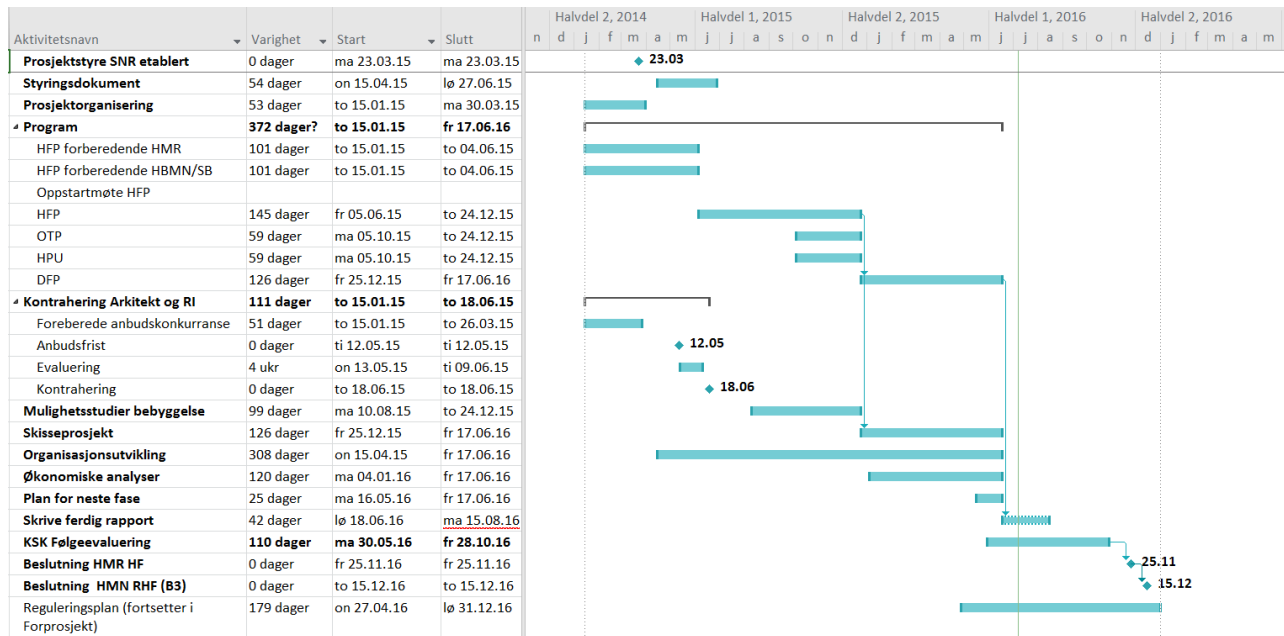 Halvdel 2, 2014 Halvdel 1, 2015 Halvdel 2, 2015 Halvdel 1, 2016 Halvdel 2, 2016
Aktivitetsnavn Varighet Start Slutt n d j f m a m j j a s o n d j f m a m j j a s o n d j f m a m
Prosjektstyre SNR etablert 0 dager ma 23.03.15 ma 23.03.15 23.03
Styringsdokument 54 dager on 15.04.15 lø 27.06.15
Prosjektorganisering 53 dager to 15.01.15 ma 30.03.15
Program 372 dager? to 15.01.15 fr 17.06.16
HFP forberedende HMR 101 dager to 15.01.15 to 04.06.15
HFP forberedende HBMN/SB 101 dager to 15.01.15 to 04.06.15
Oppstartmøte HFP
HFP 145 dager fr 05.06.15 to 24.12.15
OTP 59 dager ma 05.10.15 to 24.12.15
HPU 59 dager ma 05.10.15 to 24.12.15
DFP 126 dager fr 25.12.15 fr 17.06.16
Kontrahering Arkitekt og RI 111 dager to 15.01.15 to 18.06.15
Foreberede anbudskonkurranse 51 dager to 15.01.15 to 26.03.15
Anbudsfrist 0 dager ti 12.05.15 ti 12.05.15 12.05
Evaluering 4 ukr on 13.05.15 ti 09.06.15
Kontrahering 0 dager to 18.06.15 to 18.06.15 18.06
Mulighetsstudier bebyggelse 99 dager ma 10.08.15 to 24.12.15
Skisseprosjekt 126 dager fr 25.12.15 fr 17.06.16
Organisasjonsutvikling 308 dager on 15.04.15 fr 17.06.16
Økonomiske analyser 120 dager ma 04.01.16 fr 17.06.16
Plan for neste fase 25 dager ma 16.05.16 fr 17.06.16
Skrive ferdig rapport 42 dager lø 18.06.16 ma 15.08.16
KSK Følgeevaluering 110 dager ma 30.05.16 fr 28.10.16
Beslutning HMR HF 0 dager fr 25.11.16 fr 25.11.16 25.11
Beslutning HMN RHF (B3) 0 dager to 15.12.16 to 15.12.16 15.12
Reguleringsplan (fortsetter i 179 dager on 27.04.16 lø 31.12.16
Forprosjekt)